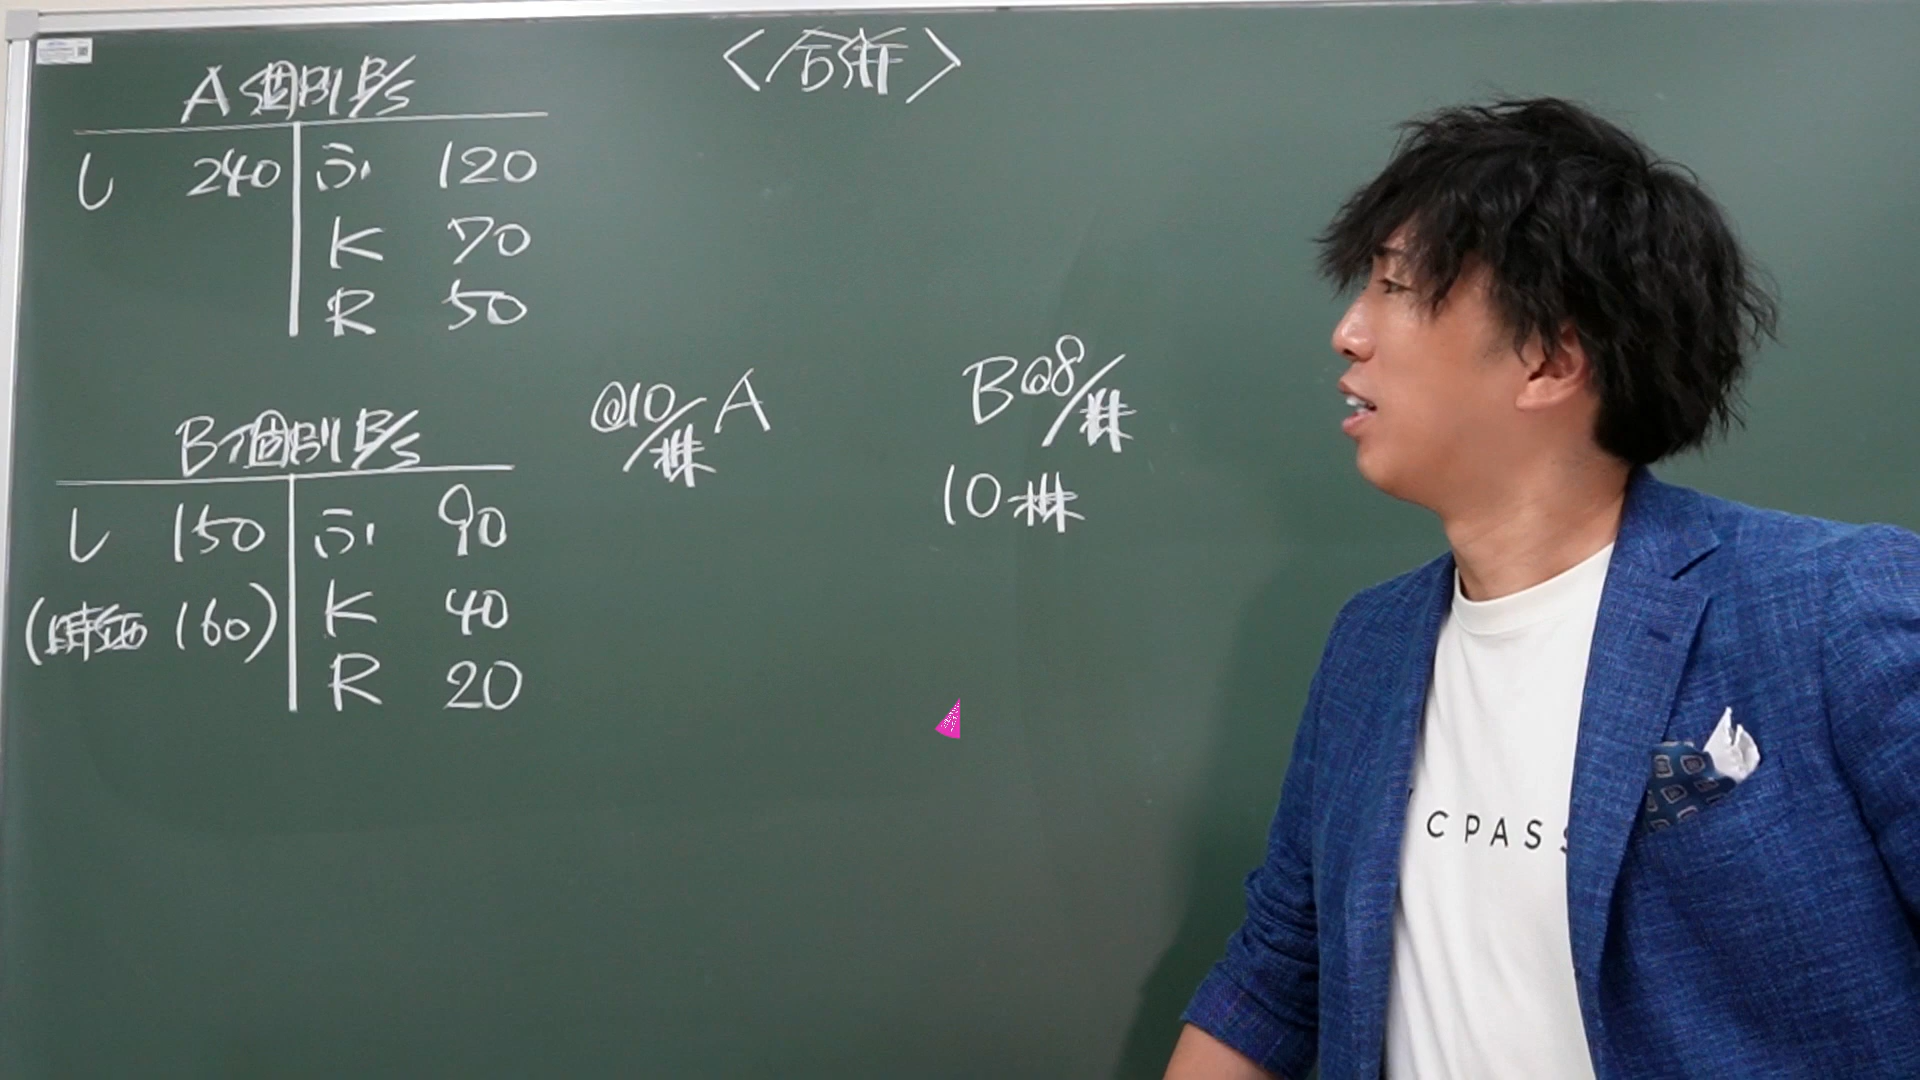 <合併>
A個別B/S
し 240 ふ 120
K 70
R 50
B個別B/S
し 150 ふ 90
(時価 160) K 40
R 20
@10/株 A
B @8/株
10株
CPASS